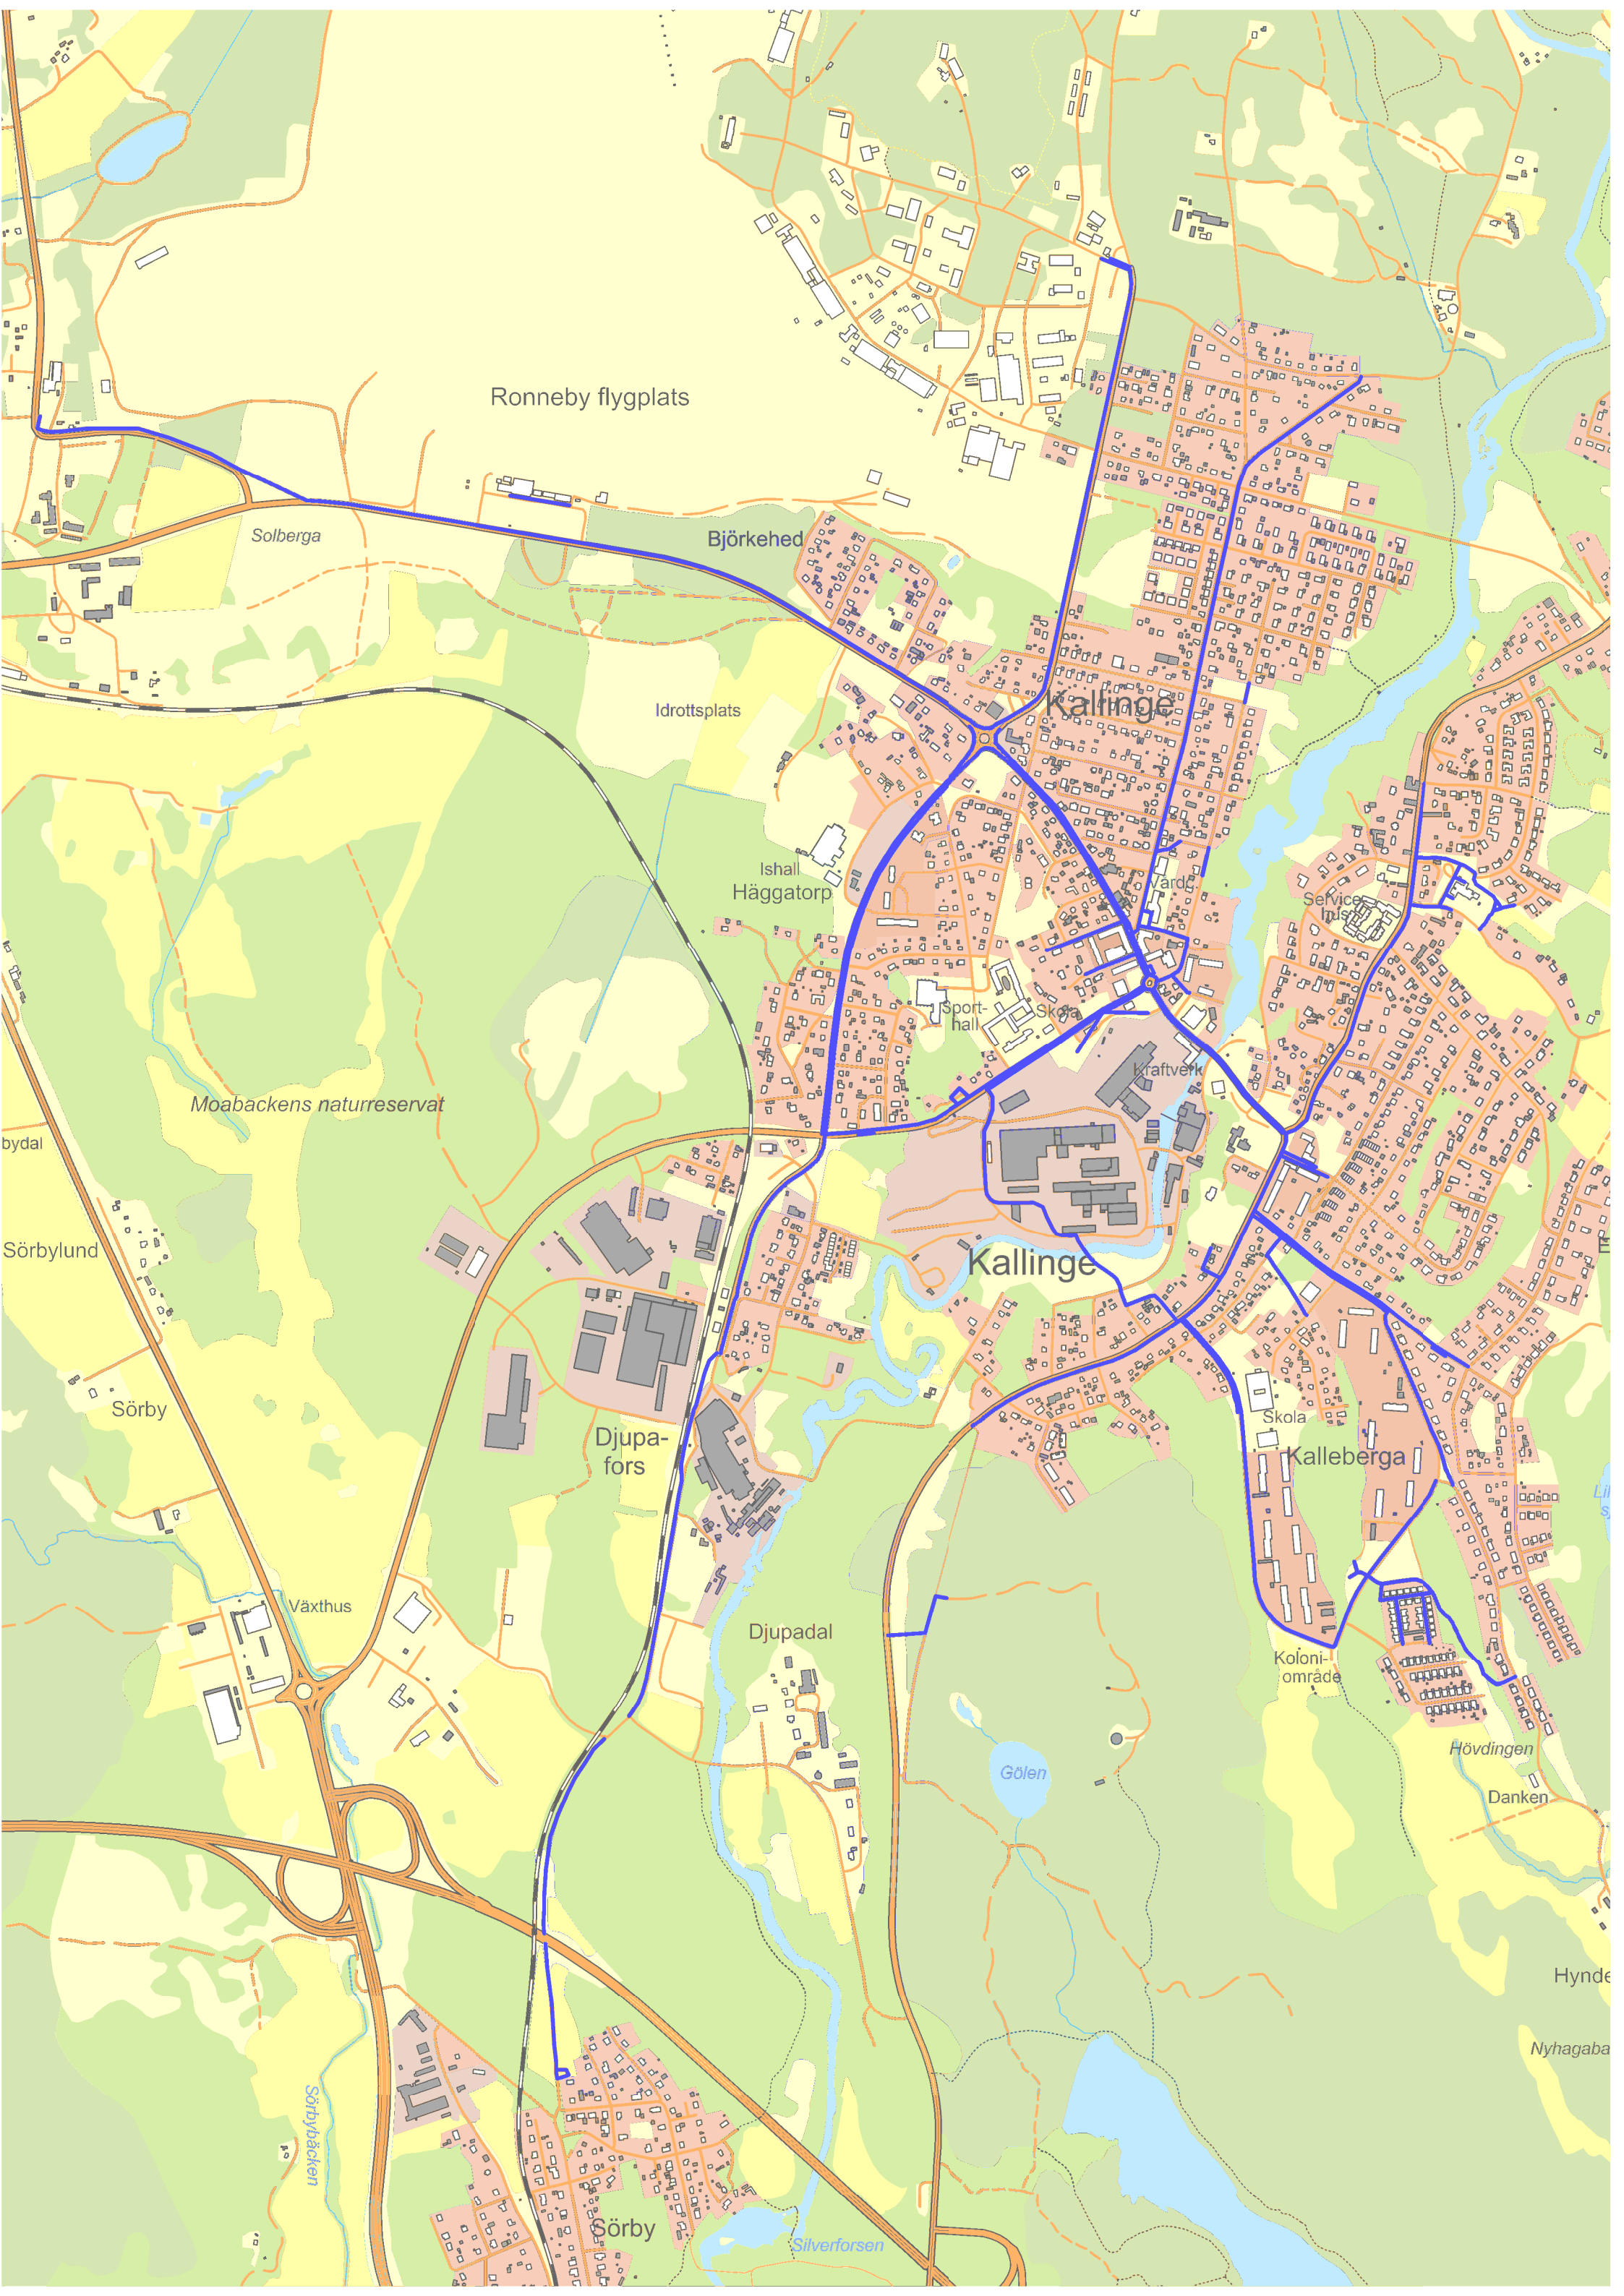 Ronneby flygplats
Solberga
Björkehed
Kallinge
Idrottsplats
Ishall
Häggatorp
Vårdc
Service-
hus
Sport-
hall
Skola
Kraftverk
Moabackens naturreservat
bydal
Sörbylund
Kallinge
Sörby
Djupa-
fors
Skola
Kalleberga
Växthus
Djupadal
Koloni-
område
Gölen
Hövdingen
Danken
Hynde
Nyhagaba
Sörbybäcken
Sörby
Silverforsen